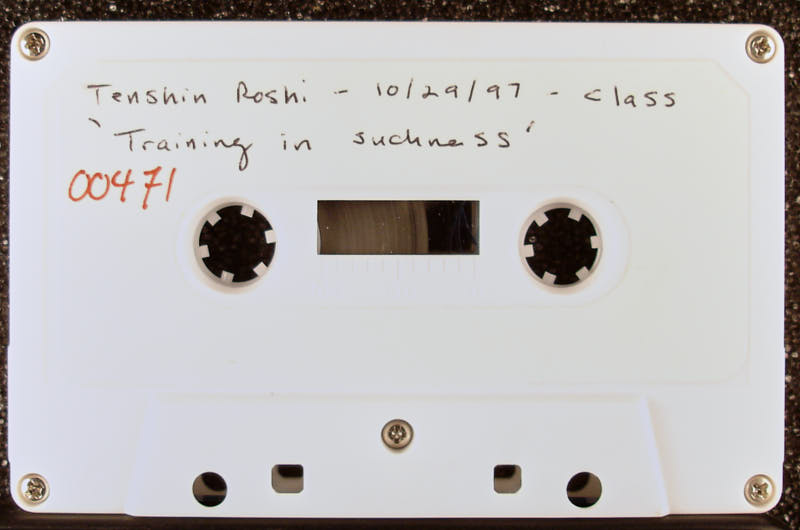 Tenshin Roshi - 10/29/97 - class
"Training in suchness"
00471